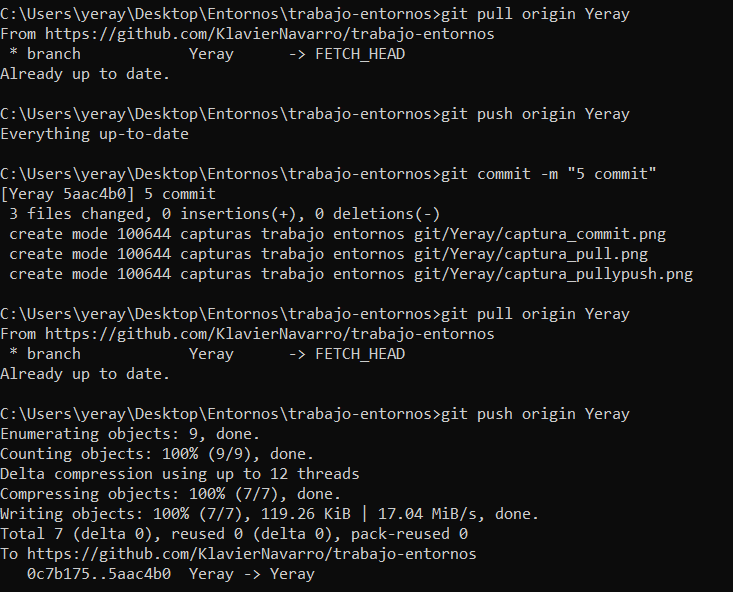 C:\Users\yeray\Desktop\Entornos\trabajo-entornos>git pull origin Yeray
From https://github.com/KlavierNavarro/trabajo-entornos
 * branch            Yeray      -> FETCH_HEAD
Already up to date.

C:\Users\yeray\Desktop\Entornos\trabajo-entornos>git push origin Yeray
Everything up-to-date

C:\Users\yeray\Desktop\Entornos\trabajo-entornos>git commit -m "5 commit"
[Yeray 5aac4b0] 5 commit
 3 files changed, 0 insertions(+), 0 deletions(-)
 create mode 100644 capturas trabajo entornos git/Yeray/captura_commit.png
 create mode 100644 capturas trabajo entornos git/Yeray/captura_pull.png
 create mode 100644 capturas trabajo entornos git/Yeray/captura_pullypush.png

C:\Users\yeray\Desktop\Entornos\trabajo-entornos>git pull origin Yeray
From https://github.com/KlavierNavarro/trabajo-entornos
 * branch            Yeray      -> FETCH_HEAD
Already up to date.

C:\Users\yeray\Desktop\Entornos\trabajo-entornos>git push origin Yeray
Enumerating objects: 9, done.
Counting objects: 100% (9/9), done.
Delta compression using up to 12 threads
Compressing objects: 100% (7/7), done.
Writing objects: 100% (7/7), 119.26 KiB | 17.04 MiB/s, done.
Total 7 (delta 0), reused 0 (delta 0), pack-reused 0
To https://github.com/KlavierNavarro/trabajo-entornos
   0c7b175..5aac4b0  Yeray -> Yeray